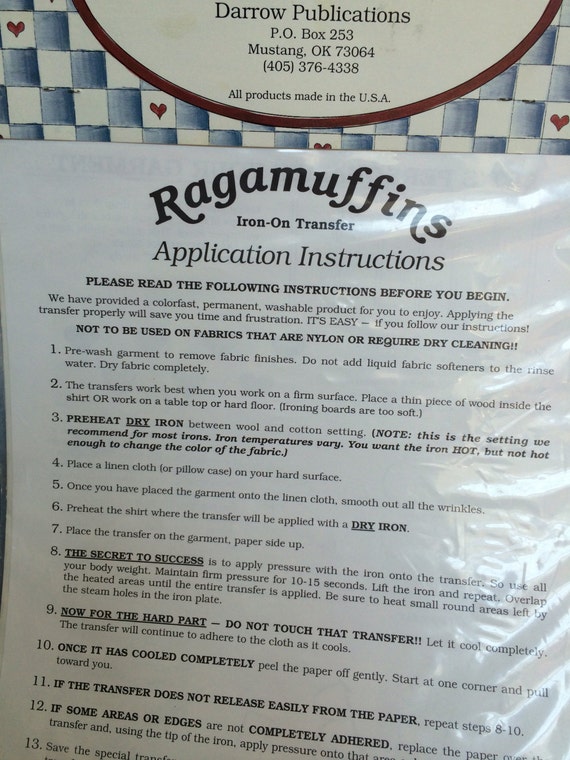 Darrow Publications
P.O. Box 253
Mustang, OK 73064
(405) 376-4338
All products made in the U.S.A.
Ragamuffins
Iron-On Transfer
Application Instructions
PLEASE READ THE FOLLOWING INSTRUCTIONS BEFORE YOU BEGIN.
We have provided a colorfast, permanent, washable product for you to enjoy. Applying the
transfer properly will save you time and frustration. IT'S EASY — if you follow our instructions!
NOT TO BE USED ON FABRICS THAT ARE NYLON OR REQUIRE DRY CLEANING!!
1. Pre-wash garment to remove fabric finishes. Do not add liquid fabric softeners to the rinse
water. Dry fabric completely.
2. The transfers work best when you work on a firm surface. Place a thin piece of wood inside the
shirt OR work on a table top or hard floor. (Ironing boards are too soft.)
3. PREHEAT DRY IRON between wool and cotton setting. (NOTE: this is the setting we
recommend for most irons. Iron temperatures vary. You want the iron HOT, but not hot
enough to change the color of the fabric.)
4. Place a linen cloth (or pillow case) on your hard surface.
5. Once you have placed the garment onto the linen cloth, smooth out all the wrinkles.
6. Preheat the shirt where the transfer will be applied with a DRY IRON.
7. Place the transfer on the garment, paper side up.
8. THE SECRET TO SUCCESS is to apply pressure with the iron onto the transfer. So use all
your body weight. Maintain firm pressure for 10-15 seconds. Lift the iron and repeat. Overlap
the heated areas until the entire transfer is applied. Be sure to heat small round areas left by
the steam holes in the iron plate.
9. NOW FOR THE HARD PART — DO NOT TOUCH THAT TRANSFER!! Let it cool completely.
The transfer will continue to adhere to the cloth as it cools.
10. ONCE IT HAS COOLED COMPLETELY peel the paper off gently. Start at one corner and pull
toward you.
11. IF THE TRANSFER DOES NOT RELEASE EASILY FROM THE PAPER, repeat steps 8-10.
12. IF SOME AREAS OR EDGES are not COMPLETELY ADHERED, replace the paper over the
transfer and, using the tip of the iron, apply pressure onto that area
13. Save the special